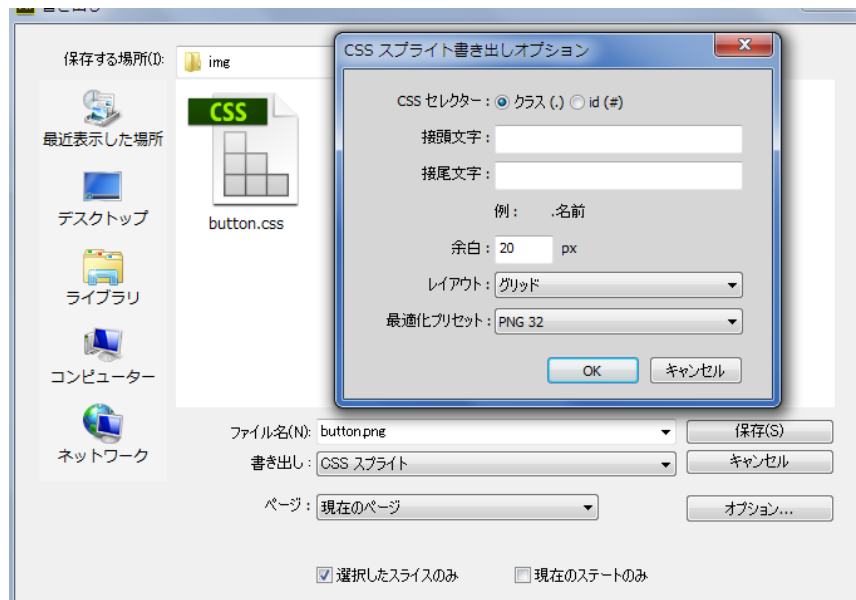 書き出し
保存する場所(I):
img
最近表示した場所
デスクトップ
ライブラリ
コンピューター
ネットワーク
CSS
button.css
CSS スプライト書き出しオプション
CSS セレクター : クラス (.) id (#)
接頭文字 :
接尾文字 :
例 : .名前
余白 : 20 px
レイアウト : グリッド
最適化プリセット : PNG 32
OK キャンセル
ファイル名(N): button.png 保存(S)
書き出し : CSS スプライト キャンセル
ページ : 現在のページ オプション...
選択したスライスのみ 現在のステートのみ